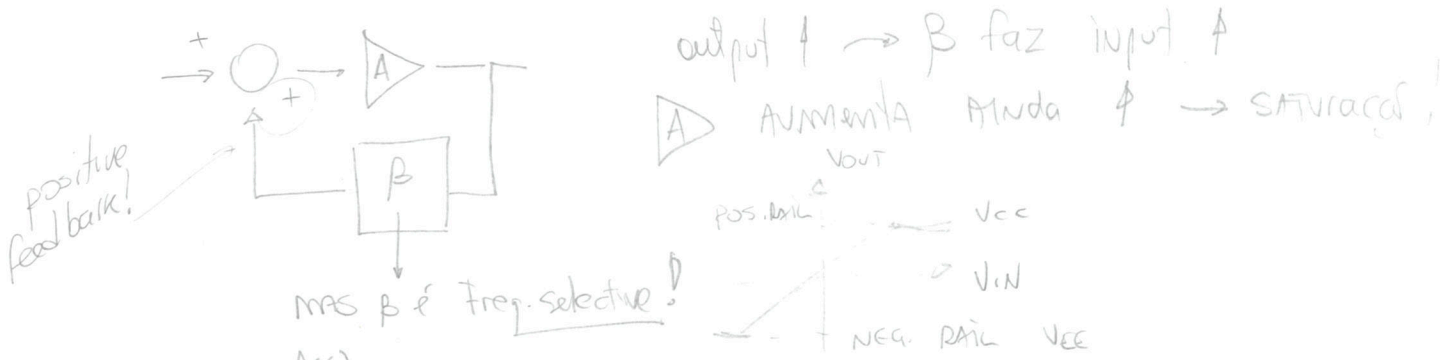 output ↑ → β faz input ↑
+
A
+
A AUMENTA AINDA ↑ → SATURAÇÃO!
positive
feedback!
β
VOUT
POS. RAIL
VCC
VIN
MAS β é freq. selective!
NEG. RAIL VEE